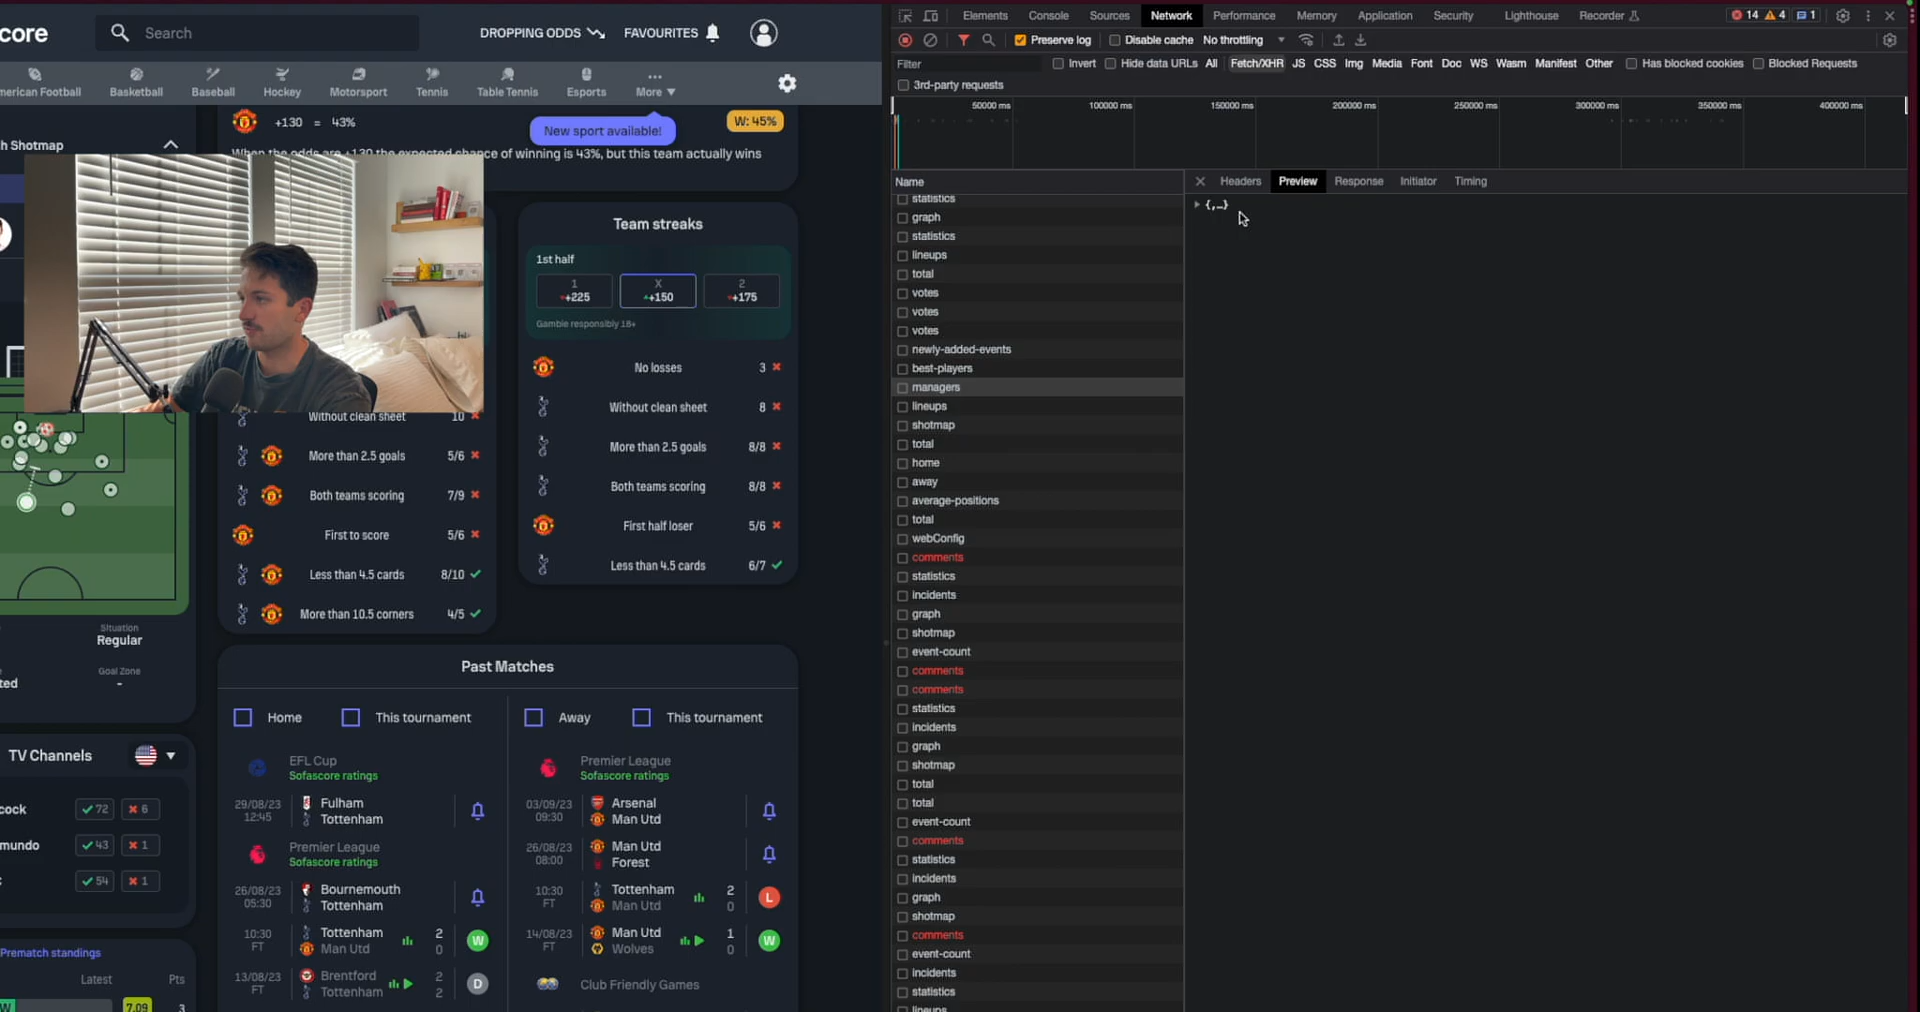 core
Search
DROPPING ODDS
FAVOURITES
merican Football
Basketball
Baseball
Hockey
Motorsport
Tennis
Table Tennis
Esports
More ▼
+130 = 43%
New sport available!
W: 45%
When the odds are +130 the expected chance of winning is 43%, but this team actually wins
h Shotmap
Without clean sheet 10
More than 2.5 goals 5/6
Both teams scoring 7/9
First to score 5/6
Less than 4.5 cards 8/10
More than 10.5 corners 4/5
Team streaks
1st half
1
+225
X
+150
2
+175
Gamble responsibly 18+
No losses 3
Without clean sheet 8
More than 2.5 goals 8/8
Both teams scoring 8/8
First half loser 5/6
Less than 4.5 cards 6/7
Situation
Regular
Goal Zone
-
ted
TV Channels
cock 72 6
mundo 43 1
54 1
Prematch standings
Latest Pts
W 7.09 3
Past Matches
Home This tournament
Away This tournament
EFL Cup
Sofascore ratings
29/08/23 Fulham
12:45 Tottenham
Premier League
Sofascore ratings
26/08/23 Bournemouth
05:30 Tottenham
10:30 Tottenham 2
FT Man Utd 0
W
13/08/23 Brentford 2
FT Tottenham 2
D
Premier League
Sofascore ratings
03/09/23 Arsenal
09:30 Man Utd
26/08/23 Man Utd
08:00 Forest
10:30 Tottenham 2
FT Man Utd 0
L
14/08/23 Man Utd 1
FT Wolves 0
W
Club Friendly Games
Elements
Console
Sources
Network
Performance
Memory
Application
Security
Lighthouse
Recorder
14 4 1
Preserve log
Disable cache
No throttling
Filter
Invert
Hide data URLs
All
Fetch/XHR
JS
CSS
Img
Media
Font
Doc
WS
Wasm
Manifest
Other
Has blocked cookies
Blocked Requests
3rd-party requests
50000 ms
100000 ms
150000 ms
200000 ms
250000 ms
300000 ms
350000 ms
400000 ms
Name
statistics
graph
statistics
lineups
total
votes
votes
votes
newly-added-events
best-players
managers
lineups
shotmap
total
home
away
average-positions
total
webConfig
comments
statistics
incidents
graph
shotmap
event-count
comments
comments
statistics
incidents
graph
shotmap
total
total
event-count
comments
statistics
incidents
graph
shotmap
comments
event-count
incidents
statistics
lineups
Headers
Preview
Response
Initiator
Timing
{,…}